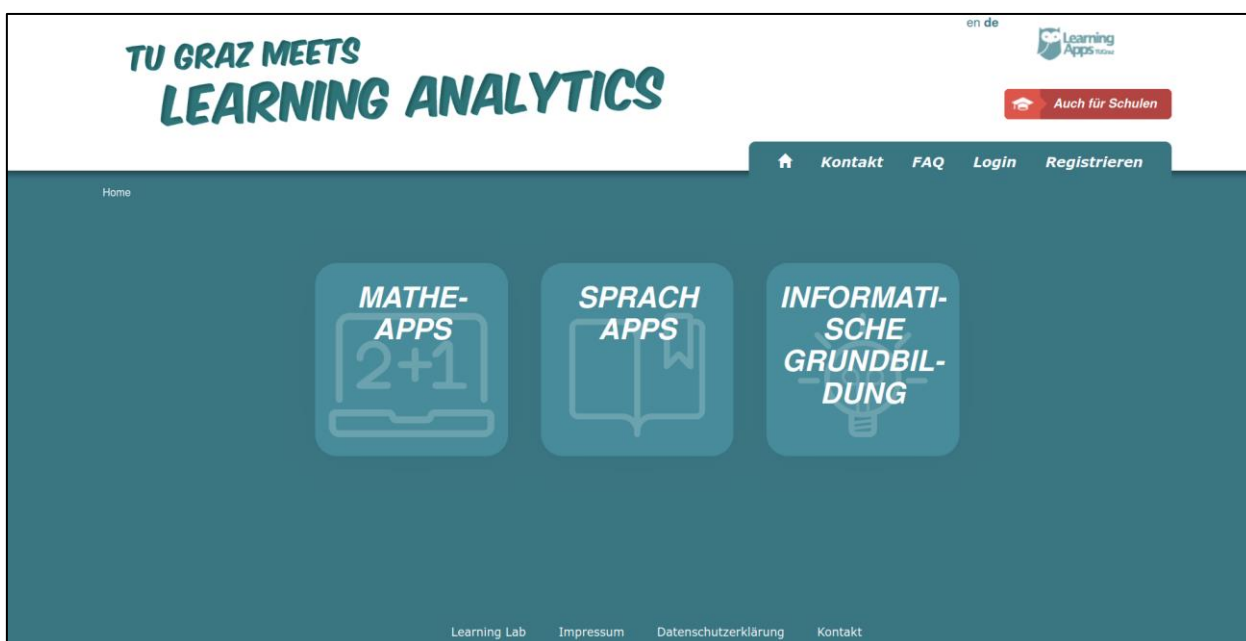 en de
TU GRAZ MEETS
LEARNING ANALYTICS
Learning
Apps TUGraz
Auch für Schulen
Kontakt FAQ Login Registrieren
Home
MATHE-
APPS
2+1
SPRACH
APPS
INFORMATI-
SCHE
GRUNDBIL-
DUNG
Learning Lab Impressum Datenschutzerklärung Kontakt